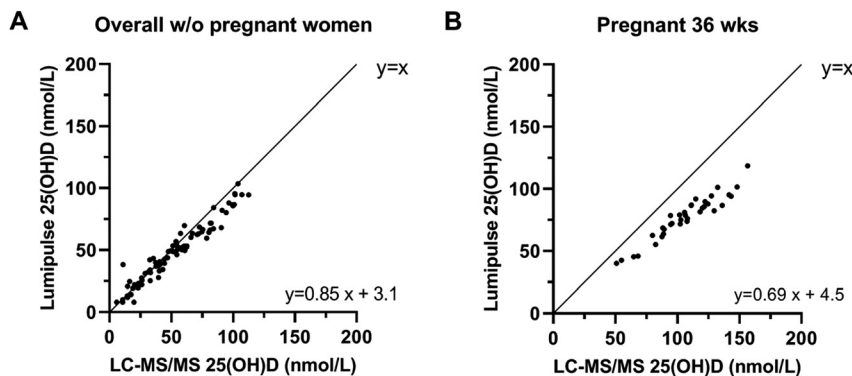 A
Overall w/o pregnant women
Lumipulse 25(OH)D (nmol/L)
200
150
100
50
0
y=x
y=0.85 x + 3.1
0 50 100 150 200
LC-MS/MS 25(OH)D (nmol/L)
B
Pregnant 36 wks
Lumipulse 25(OH)D (nmol/L)
200
150
100
50
0
y=x
y=0.69 x + 4.5
0 50 100 150 200
LC-MS/MS 25(OH)D (nmol/L)